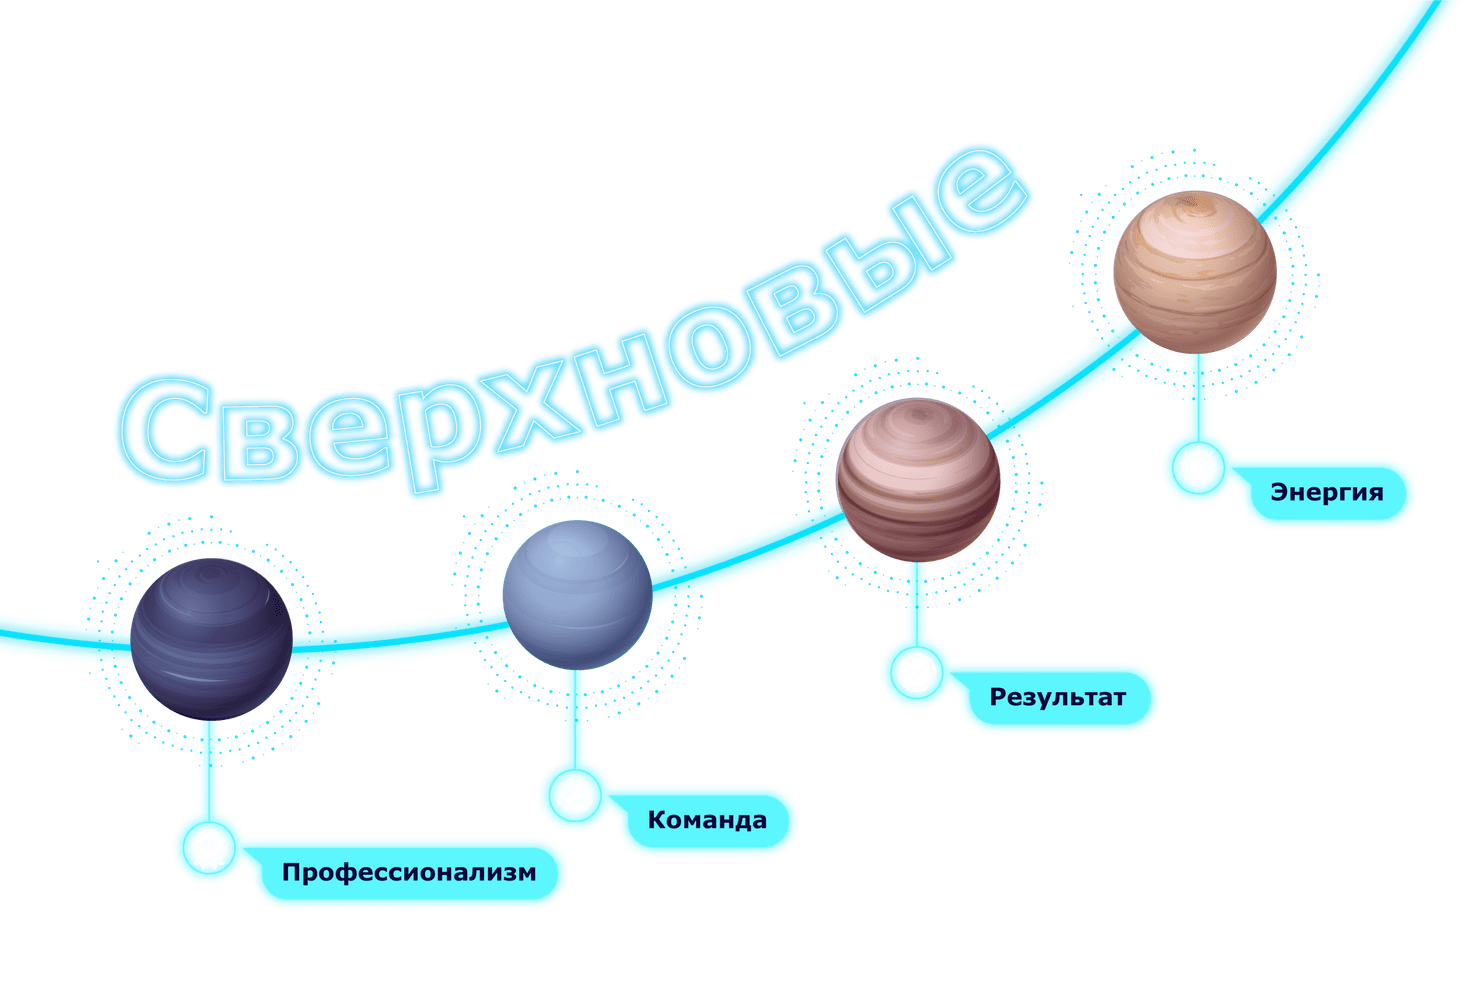 Сверхновые
Профессионализм
Команда
Результат
Энергия